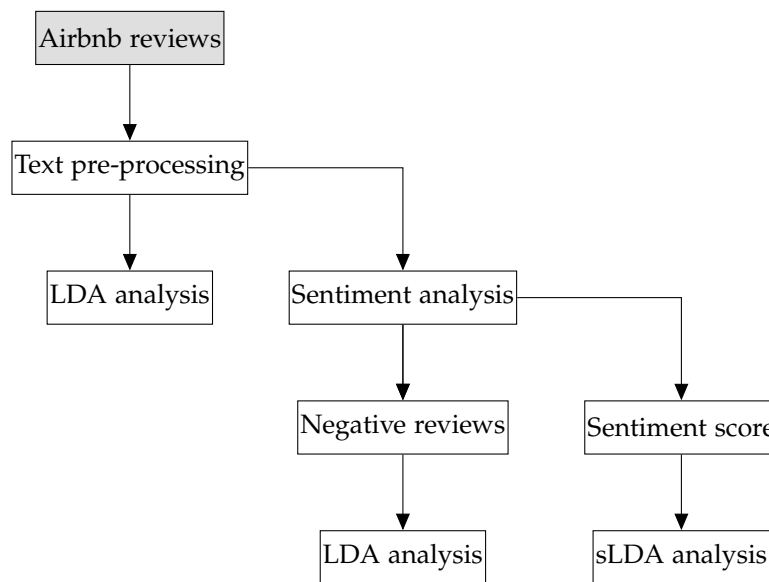 Airbnb reviews
Text pre-processing
LDA analysis
Sentiment analysis
Negative reviews
Sentiment score
LDA analysis
sLDA analysis